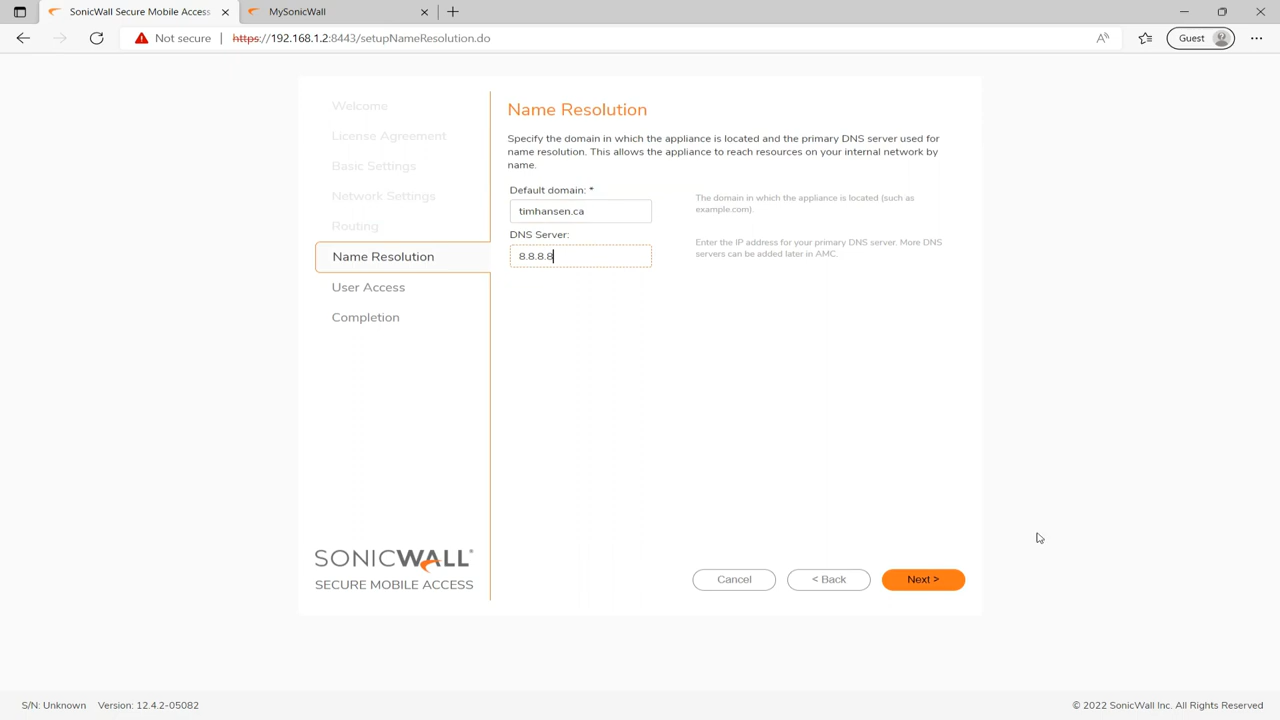 SonicWall Secure Mobile Access
MySonicWall
Not secure
https://192.168.1.2:8443/setupNameResolution.do
Guest
Welcome
License Agreement
Basic Settings
Network Settings
Routing
Name Resolution
User Access
Completion
Name Resolution
Specify the domain in which the appliance is located and the primary DNS server used for
name resolution. This allows the appliance to reach resources on your internal network by
name.
Default domain: *
timhansen.ca
The domain in which the appliance is located (such as
example.com).
DNS Server:
8.8.8.8
Enter the IP address for your primary DNS server. More DNS
servers can be added later in AMC.
SONICWALL®
SECURE MOBILE ACCESS
Cancel
< Back
Next >
S/N: Unknown Version: 12.4.2-05082
© 2022 SonicWall Inc. All Rights Reserved